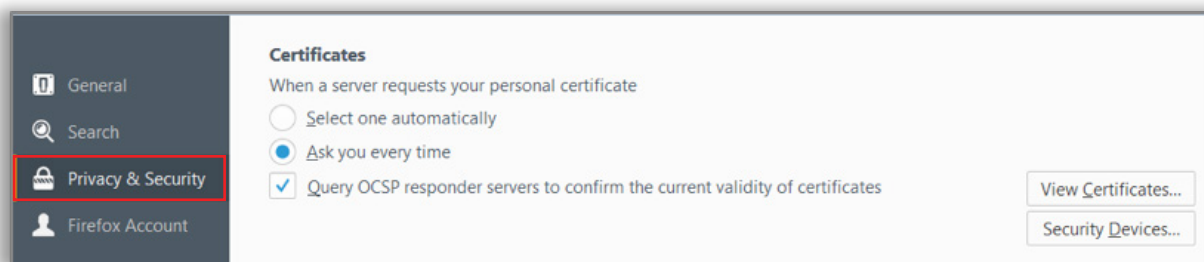 General
Search
Privacy & Security
Firefox Account
Certificates
When a server requests your personal certificate
Select one automatically
Ask you every time
Query OCSP responder servers to confirm the current validity of certificates
View Certificates...
Security Devices...